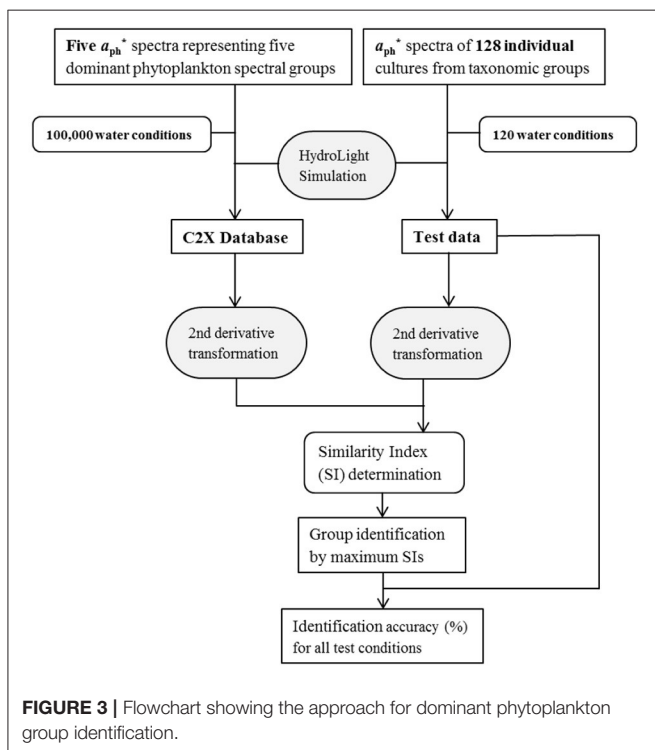 Five aph* spectra representing five
dominant phytoplankton spectral groups
aph* spectra of 128 individual
cultures from taxonomic groups
100,000 water conditions
120 water conditions
HydroLight
Simulation
C2X Database
Test data
2nd derivative
transformation
2nd derivative
transformation
Similarity Index
(SI) determination
Group identification
by maximum SIs
Identification accuracy (%)
for all test conditions
FIGURE 3 | Flowchart showing the approach for dominant phytoplankton
group identification.